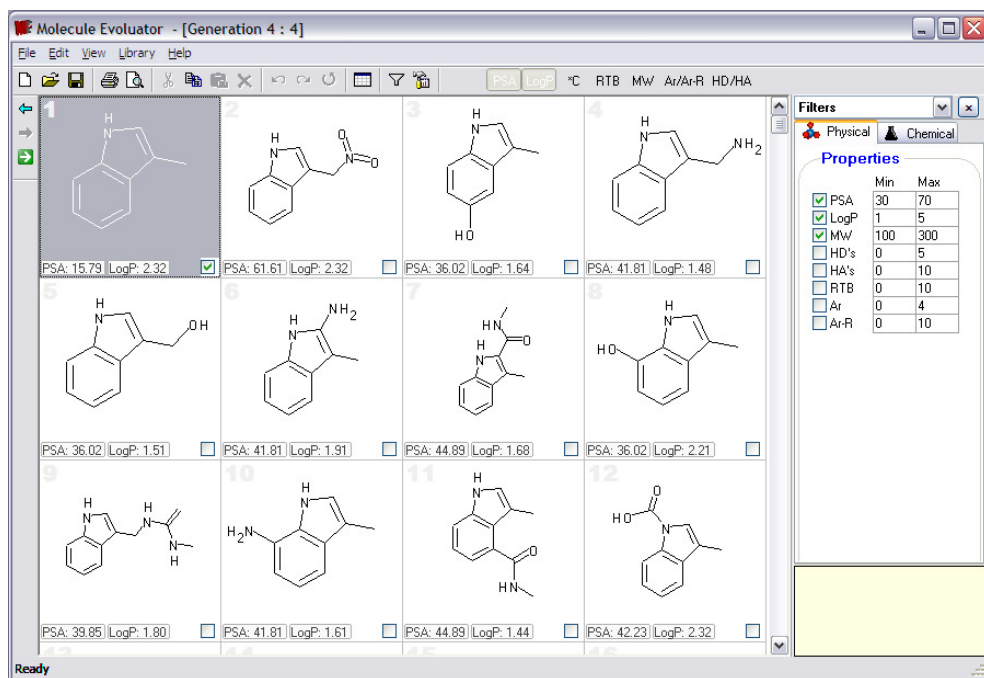 Molecule Evoluator - [Generation 4 : 4]
File Edit View Library Help
PSA LogP °C RTB MW Ar/Ar-R HD/HA
1
H
N
PSA: 15.79 LogP: 2.32
2
H
N
O
N
O
PSA: 61.61 LogP: 2.32
3
H
N
HO
PSA: 36.02 LogP: 1.64
4
H
N
NH2
PSA: 41.81 LogP: 1.48
5
H
N
OH
PSA: 36.02 LogP: 1.51
6
H
N
NH2
PSA: 41.81 LogP: 1.91
7
HN
O
H
N
PSA: 44.89 LogP: 1.68
8
H
N
HO
PSA: 36.02 LogP: 2.21
9
H
N
H
N
N
H
PSA: 39.85 LogP: 1.80
10
H
N
H2N
PSA: 41.81 LogP: 1.61
11
H
N
O
HN
PSA: 44.89 LogP: 1.44
12
O
HO
N
PSA: 42.23 LogP: 2.32
13 14 15 16
Filters
Physical Chemical
Properties
Min Max
PSA 30 70
LogP 1 5
MW 100 300
HD's 0 5
HA's 0 10
RTB 0 10
Ar 0 4
Ar-R 0 10
Ready